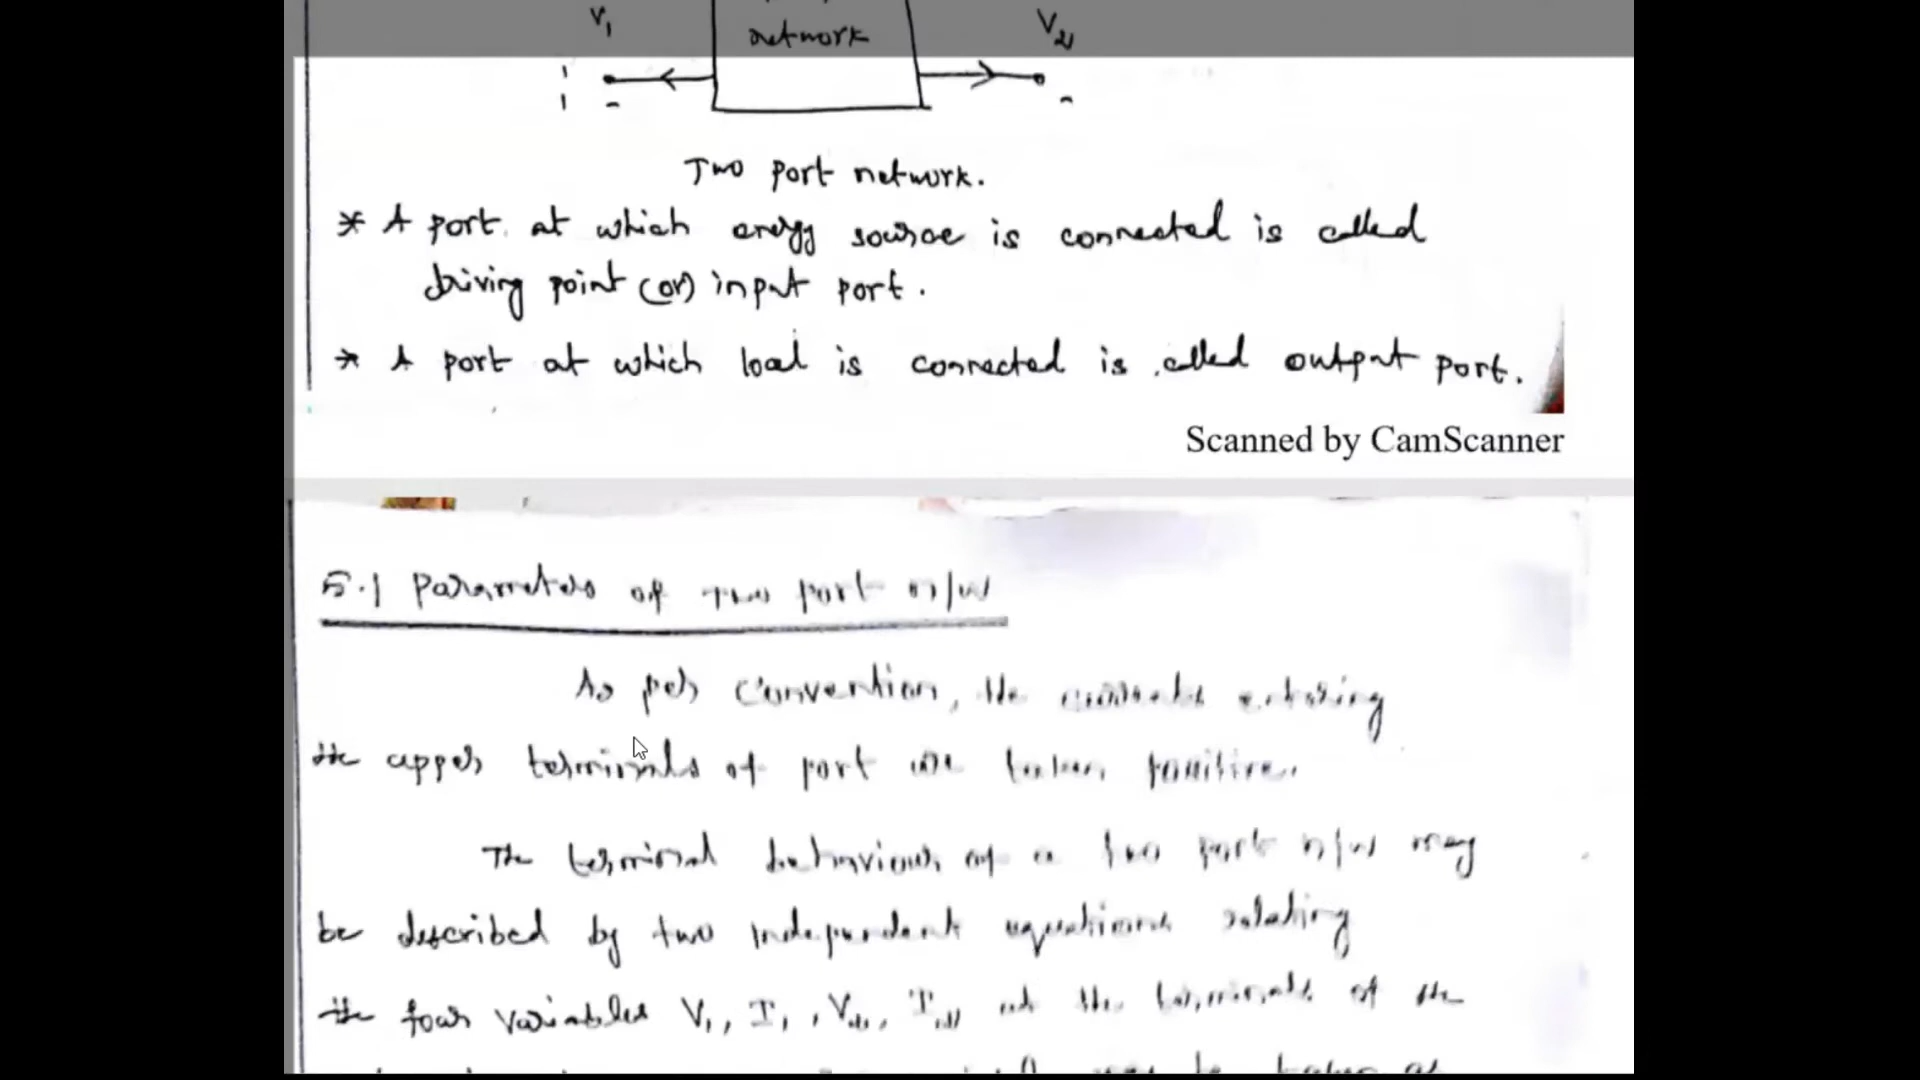 V1 network V2
1 -
1 -
Two port network.
* A port at which energy source is connected is called
driving point (or) input port.
* A port at which load is connected is called output port.
Scanned by CamScanner
5.1 Parameters of Two port n/w
As per Convention, the currents entering
the upper terminals of port are taken positive.
The terminal behaviour of a two port n/w may
be described by two independent equations relating
the four variables V1, I1, V2, I2 at the terminals of the